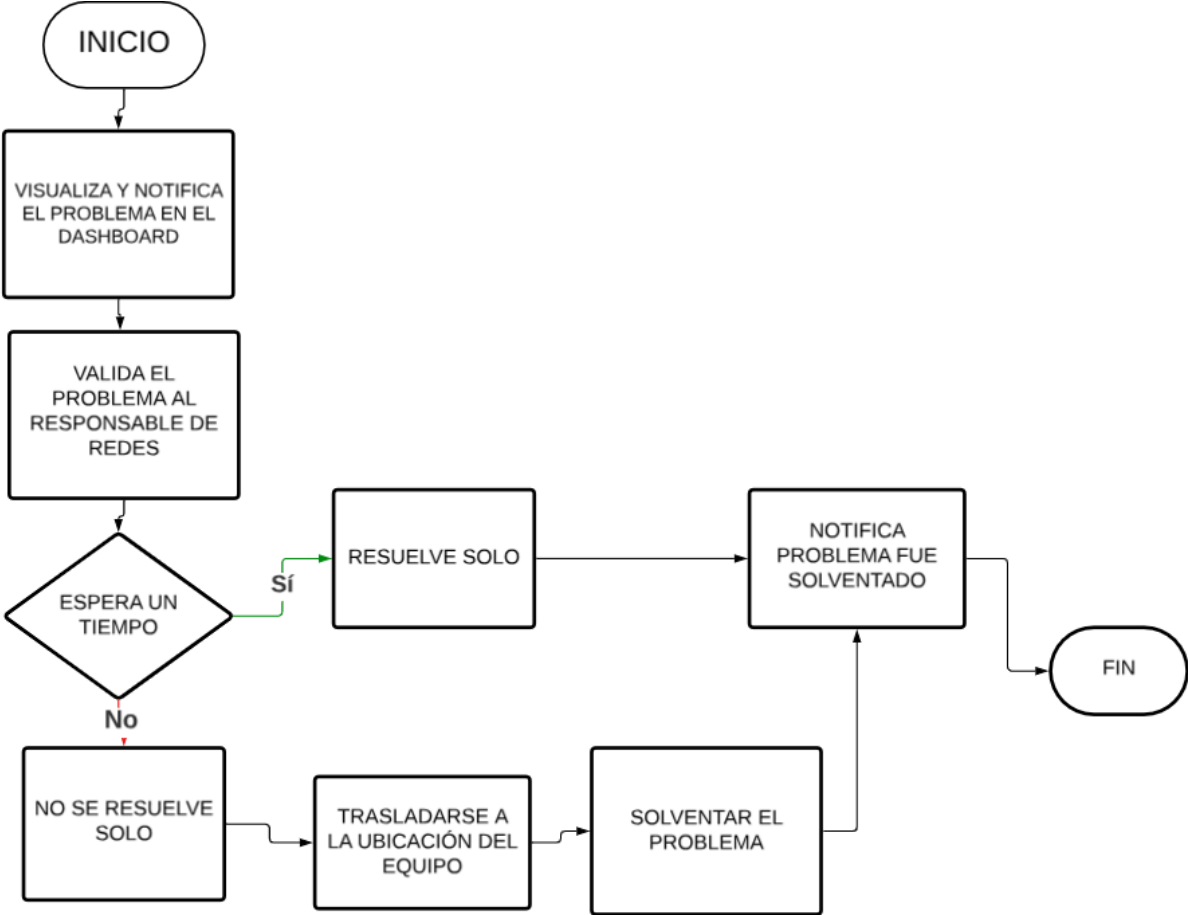 INICIO
VISUALIZA Y NOTIFICA
EL PROBLEMA EN EL
DASHBOARD
VALIDA EL
PROBLEMA AL
RESPONSABLE DE
REDES
ESPERA UN
TIEMPO
Sí
RESUELVE SOLO
NOTIFICA
PROBLEMA FUE
SOLVENTADO
FIN
No
NO SE RESUELVE
SOLO
TRASLADARSE A
LA UBICACIÓN DEL
EQUIPO
SOLVENTAR EL
PROBLEMA